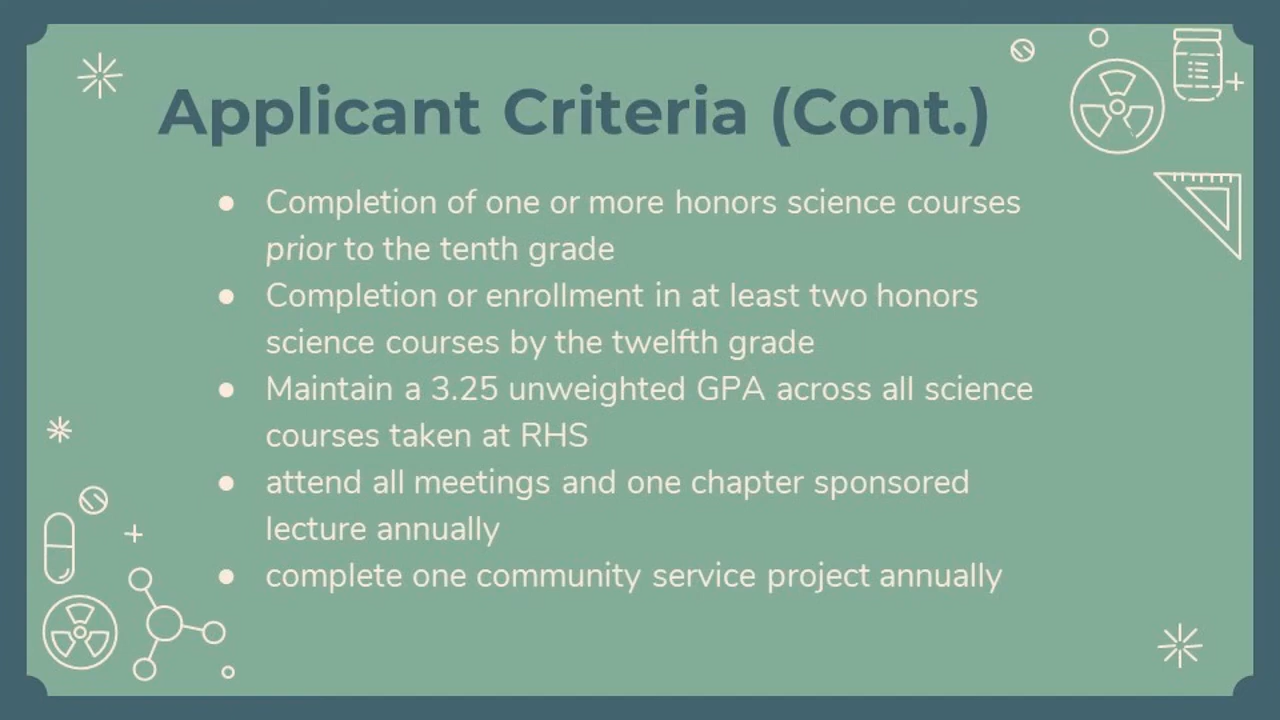 Applicant Criteria (Cont.)
● Completion of one or more honors science courses
prior to the tenth grade
● Completion or enrollment in at least two honors
science courses by the twelfth grade
● Maintain a 3.25 unweighted GPA across all science
courses taken at RHS
● attend all meetings and one chapter sponsored
lecture annually
● complete one community service project annually